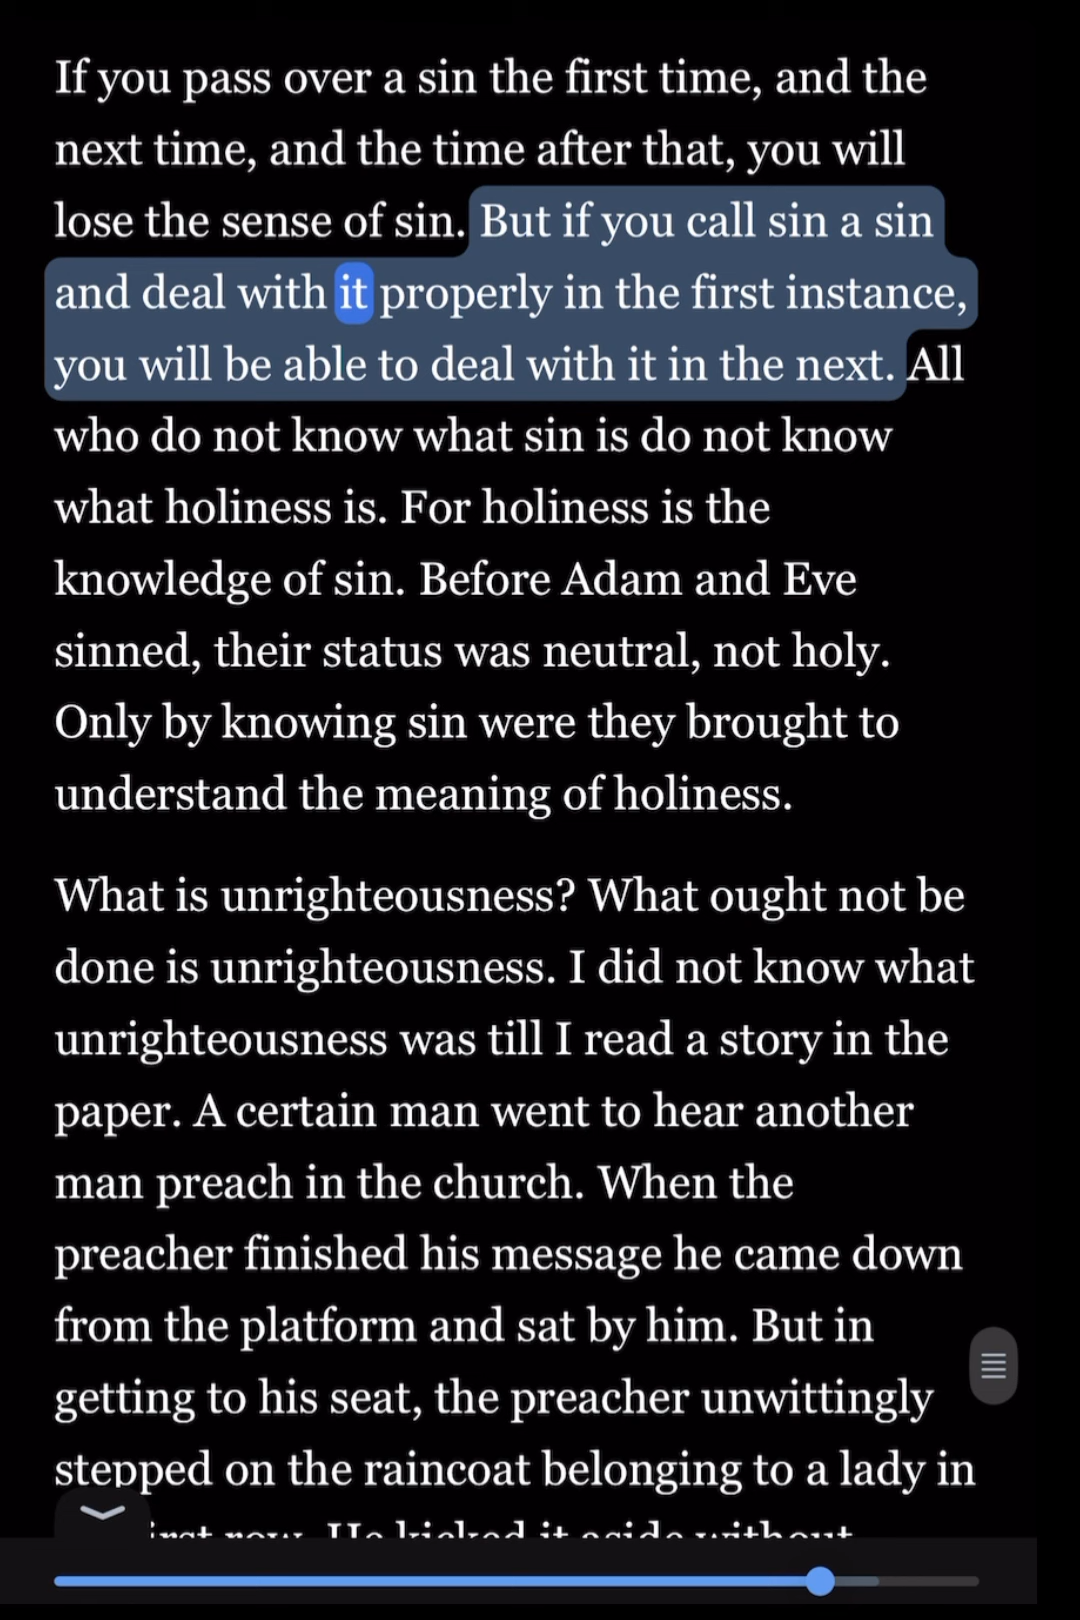 If you pass over a sin the first time, and the
next time, and the time after that, you will
lose the sense of sin. But if you call sin a sin
and deal with it properly in the first instance,
you will be able to deal with it in the next. All
who do not know what sin is do not know
what holiness is. For holiness is the
knowledge of sin. Before Adam and Eve
sinned, their status was neutral, not holy.
Only by knowing sin were they brought to
understand the meaning of holiness.
What is unrighteousness? What ought not be
done is unrighteousness. I did not know what
unrighteousness was till I read a story in the
paper. A certain man went to hear another
man preach in the church. When the
preacher finished his message he came down
from the platform and sat by him. But in
getting to his seat, the preacher unwittingly
stepped on the raincoat belonging to a lady in
row. He kicked it aside without